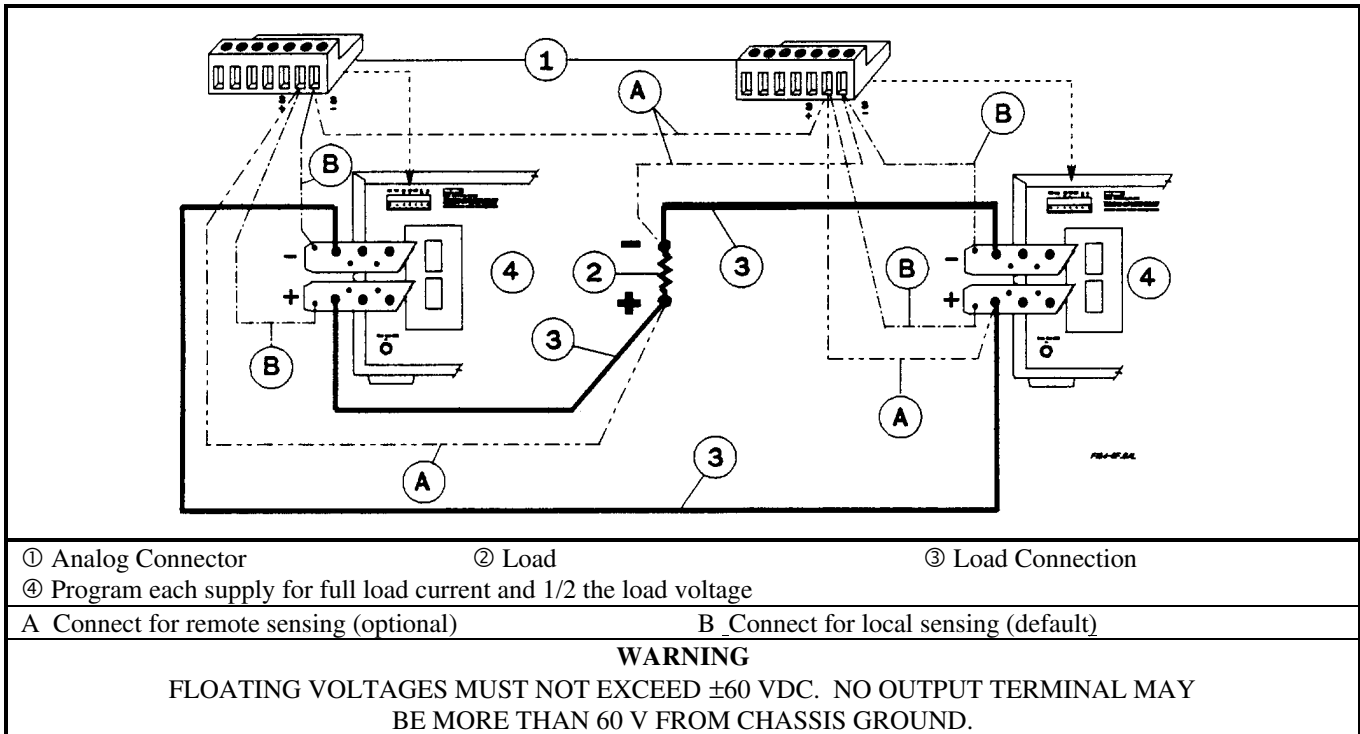 1
A
S
+
S
-
S
+
S
-
B
B
-
+
4
2
-
+
3
3
B
-
+
4
B
A
A
3
① Analog Connector ② Load ③ Load Connection
④ Program each supply for full load current and 1/2 the load voltage
A Connect for remote sensing (optional) B Connect for local sensing (default)
WARNING
FLOATING VOLTAGES MUST NOT EXCEED ±60 VDC. NO OUTPUT TERMINAL MAY
BE MORE THAN 60 V FROM CHASSIS GROUND.